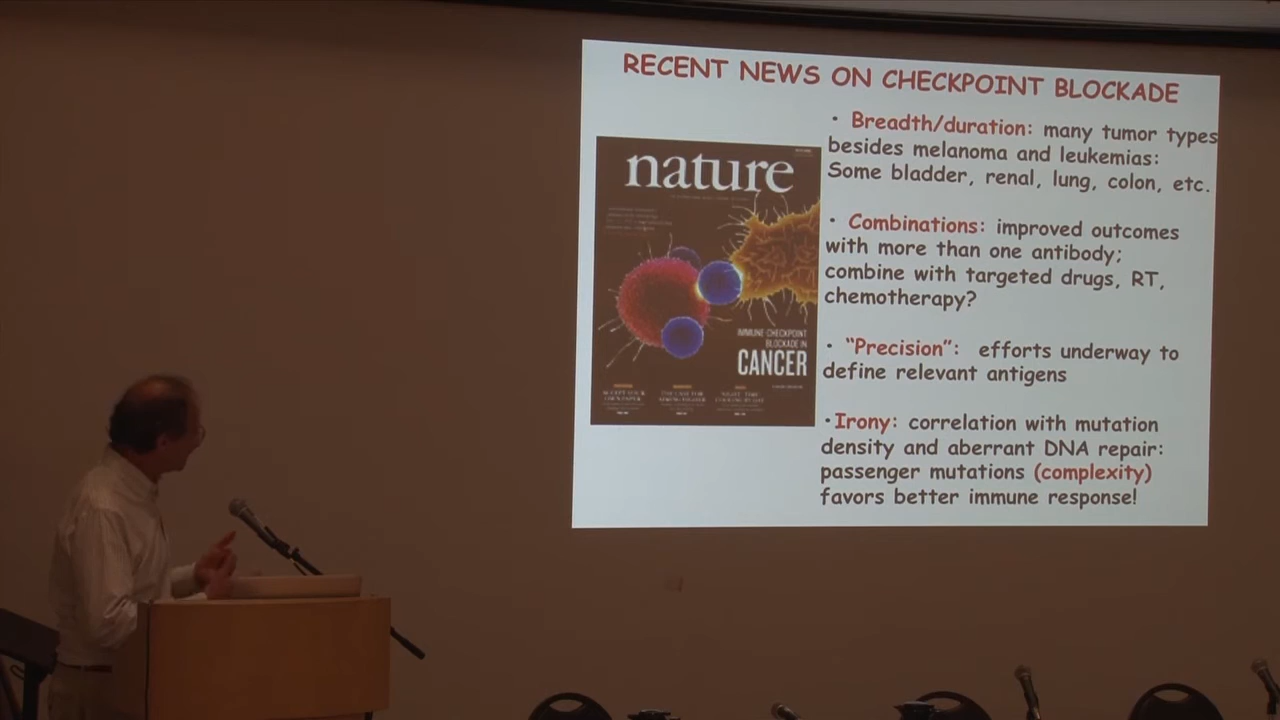 RECENT NEWS ON CHECKPOINT BLOCKADE
nature
IMMUNE-CHECKPOINT
BLOCKADE IN
CANCER
• Breadth/duration: many tumor types
besides melanoma and leukemias:
Some bladder, renal, lung, colon, etc.
• Combinations: improved outcomes
with more than one antibody;
combine with targeted drugs, RT,
chemotherapy?
• “Precision”: efforts underway to
define relevant antigens
• Irony: correlation with mutation
density and aberrant DNA repair:
passenger mutations (complexity)
favors better immune response!